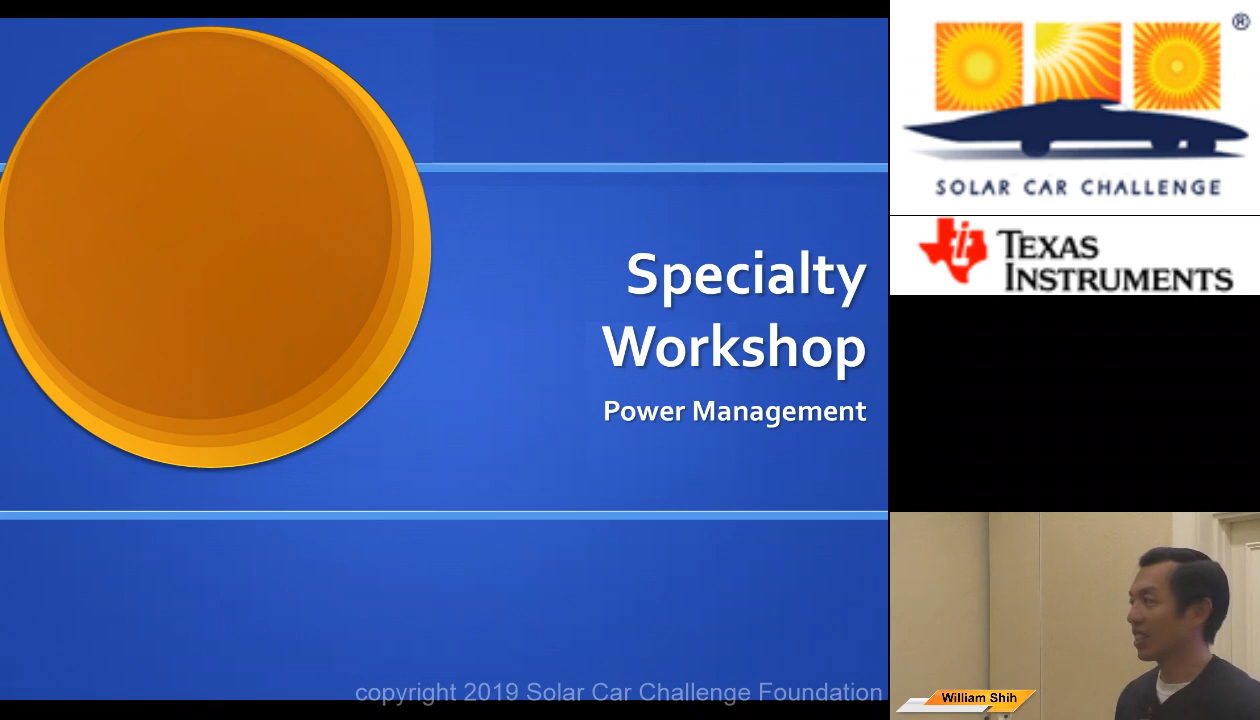 Specialty
Workshop
Power Management
copyright 2019 Solar Car Challenge Foundation
®
SOLAR CAR CHALLENGE
TEXAS
INSTRUMENTS
William Shih